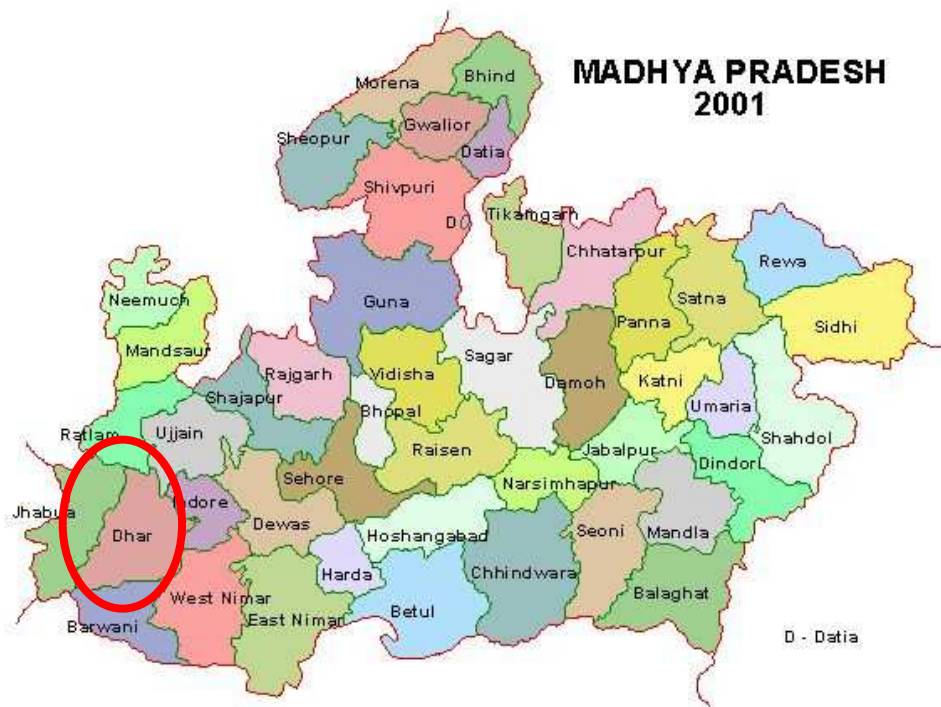 MADHYA PRADESH
2001
Bhind
Morena
Gwalior
Sheopur
Datia
Shivpuri
D
Tikamgarh
Chhatarpur
Rewa
Neemuch
Guna
Satna
Panna
Sidhi
Mandsaur
Sagar
Rajgarh
Vidisha
Damoh
Katni
Shajapur
Bhopal
Umaria
Ratlam
Ujjain
Shahdol
Raisen
Jabalpur
Dindori
Sehore
Narsimhapur
Indore
Jhabua
Dewas
Dhar
Hoshangabad
Seoni
Mandla
Harda
Chhindwara
West Nimar
Balaghat
Betul
East Nimar
Barwani
D - Datia